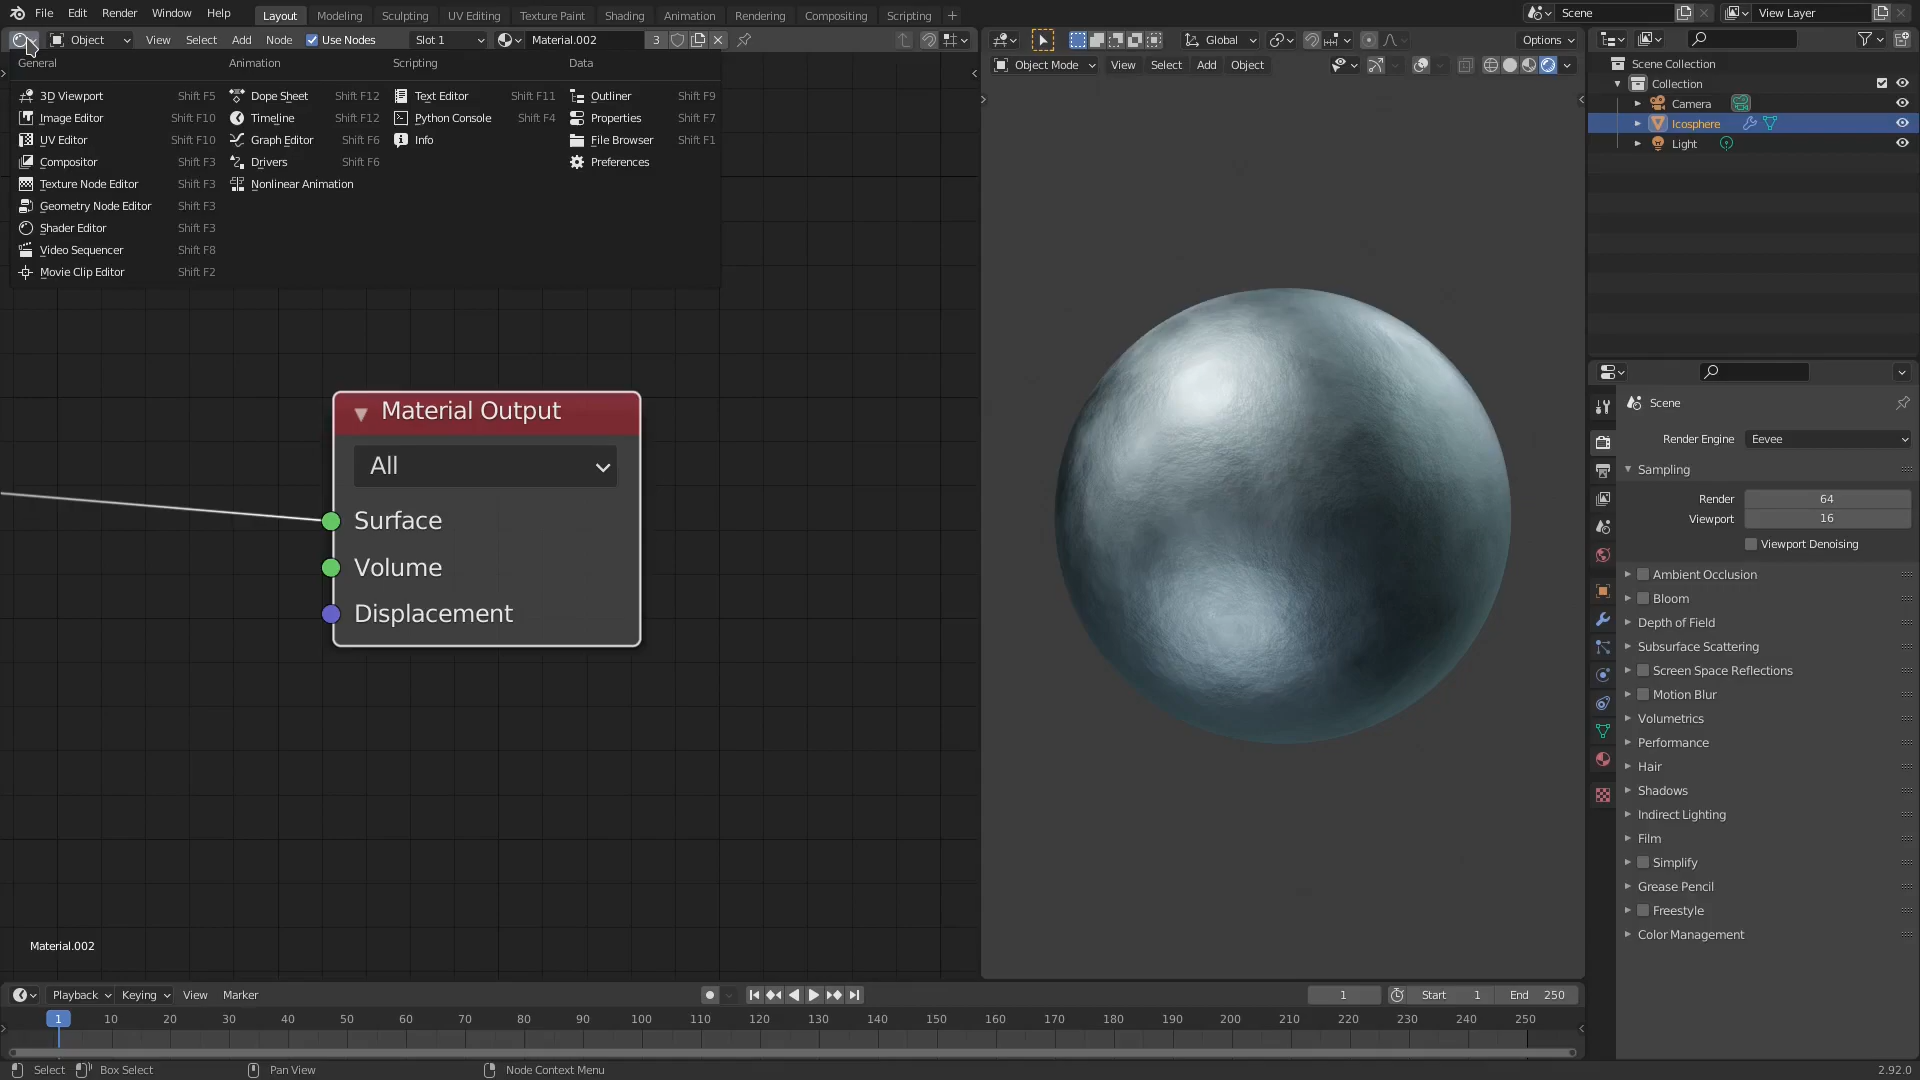 File Edit Render Window Help Layout Modeling Sculpting UV Editing Texture Paint Shading Animation Rendering Compositing Scripting + Scene View Layer
Object View Select Add Node Use Nodes Slot 1 Material.002 3 Global Options
Object Mode View Select Add Object
General Animation Scripting Data
3D Viewport Shift F5 Dope Sheet Shift F12 Text Editor Shift F11 Outliner Shift F9
Image Editor Shift F10 Timeline Shift F12 Python Console Shift F4 Properties Shift F7
UV Editor Shift F10 Graph Editor Shift F6 Info File Browser Shift F1
Compositor Shift F3 Drivers Shift F6 Preferences
Texture Node Editor Shift F3 Nonlinear Animation
Geometry Node Editor Shift F3
Shader Editor Shift F3
Video Sequencer Shift F8
Movie Clip Editor Shift F2
Material Output
All
Surface
Volume
Displacement
Material.002
Scene Collection
Collection
Camera
Icosphere
Light
Scene
Render Engine Eevee
Sampling
Render 64
Viewport 16
Viewport Denoising
Ambient Occlusion
Bloom
Depth of Field
Subsurface Scattering
Screen Space Reflections
Motion Blur
Volumetrics
Performance
Hair
Shadows
Indirect Lighting
Film
Simplify
Grease Pencil
Freestyle
Color Management
Playback Keying View Marker 1 Start 1 End 250
1 10 20 30 40 50 60 70 80 90 100 110 120 130 140 150 160 170 180 190 200 210 220 230 240 250
Select Box Select Pan View Node Context Menu 2.92.0